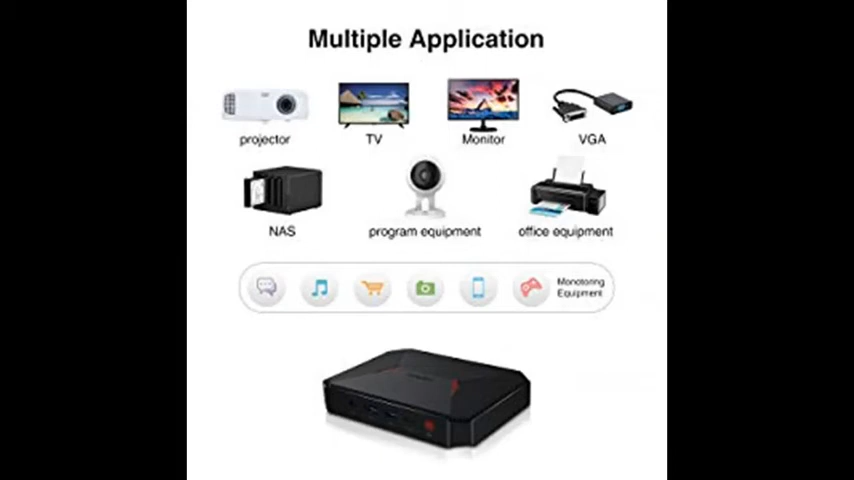 Multiple Application
projector
TV
Monitor
VGA
NAS
program equipment
office equipment
Monotoring
Equipment